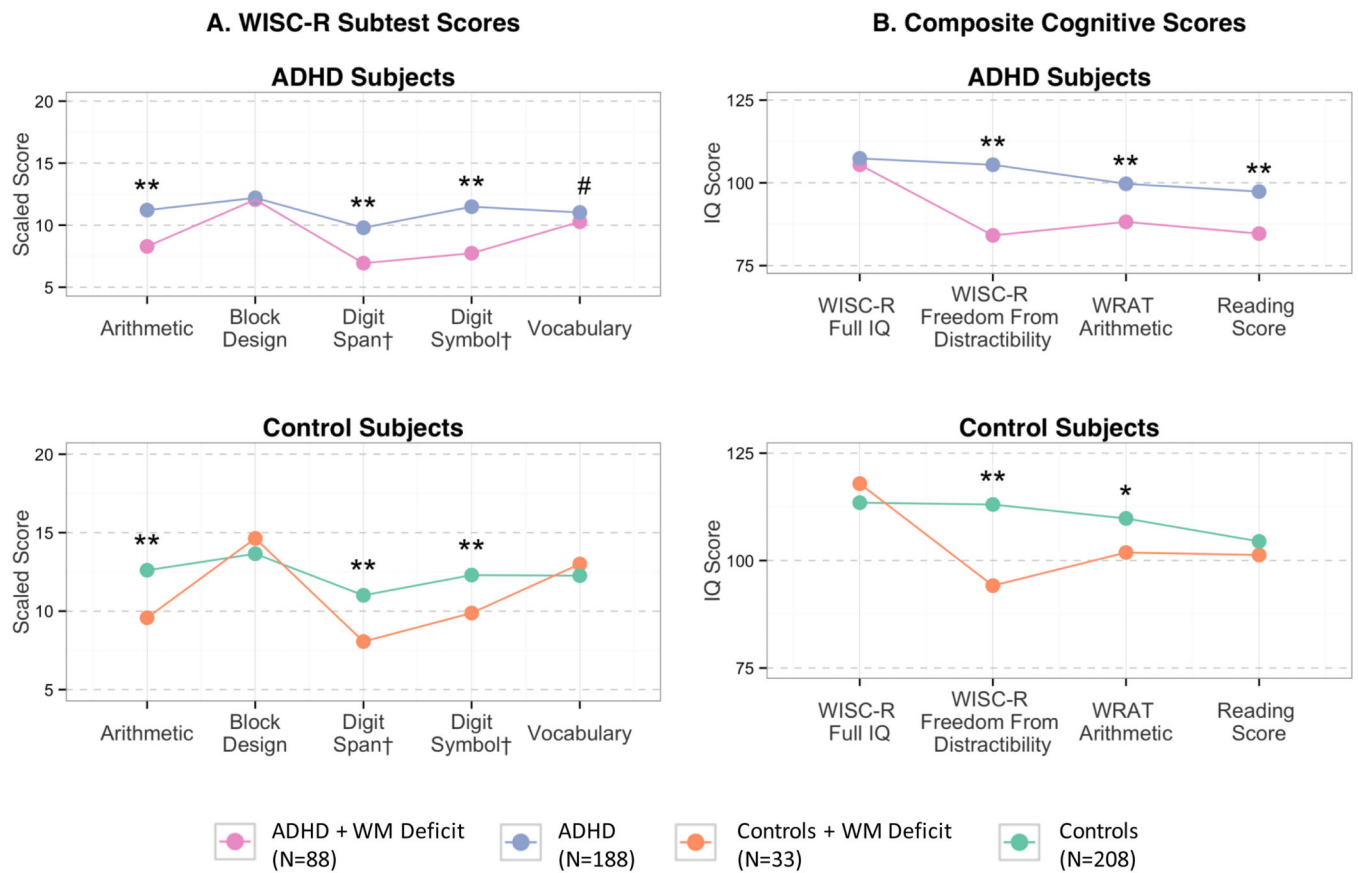 A. WISC-R Subtest Scores
ADHD Subjects
Scaled Score
20
15
10
5
**
**
**
#
Arithmetic
Block
Design
Digit
Span†
Digit
Symbol†
Vocabulary
Control Subjects
Scaled Score
20
15
10
5
**
**
**
Arithmetic
Block
Design
Digit
Span†
Digit
Symbol†
Vocabulary
B. Composite Cognitive Scores
ADHD Subjects
IQ Score
125
100
75
**
**
**
WISC-R
Full IQ
WISC-R
Freedom From
Distractibility
WRAT
Arithmetic
Reading
Score
Control Subjects
IQ Score
125
100
75
**
*
WISC-R
Full IQ
WISC-R
Freedom From
Distractibility
WRAT
Arithmetic
Reading
Score
ADHD + WM Deficit
(N=88)
ADHD
(N=188)
Controls + WM Deficit
(N=33)
Controls
(N=208)